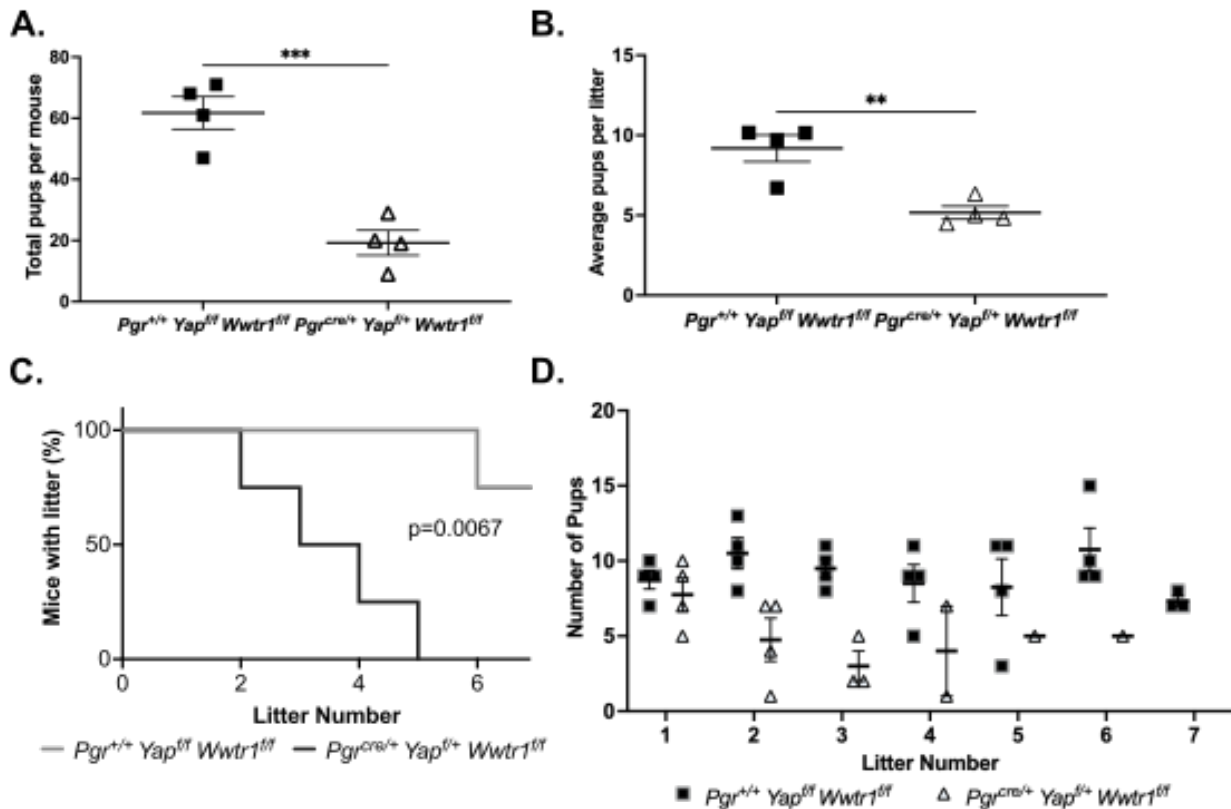 A.
Total pups per mouse
80
60
40
20
0
***
Pgr+/+ Yapf/f Wwtr1f/f Pgrcre/+ Yapf/+ Wwtr1f/f
B.
Average pups per litter
15
10
5
0
**
Pgr+/+ Yapf/f Wwtr1f/f Pgrcre/+ Yapf/+ Wwtr1f/f
C.
Mice with litter (%)
100
50
0
p=0.0067
0 2 4 6
Litter Number
Pgr+/+ Yapf/f Wwtr1f/f Pgrcre/+ Yapf/+ Wwtr1f/f
D.
Number of Pups
20
15
10
5
0
1 2 3 4 5 6 7
Litter Number
Pgr+/+ Yapf/f Wwtr1f/f Pgrcre/+ Yapf/+ Wwtr1f/f